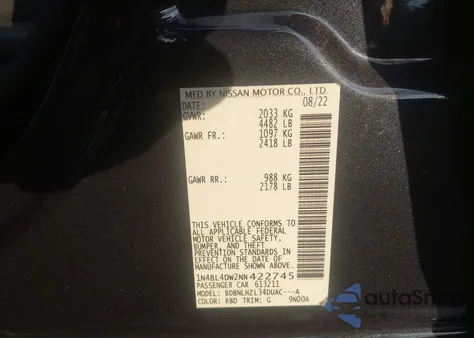 MFD BY NISSAN MOTOR CO., LTD.
DATE: 08/22
GVWR: 2033 KG
4482 LB
GAWR FR.: 1097 KG
2418 LB
GAWR RR.: 988 KG
2178 LB
THIS VEHICLE CONFORMS TO
ALL APPLICABLE FEDERAL
MOTOR VEHICLE SAFETY,
BUMPER, AND THEFT
PREVENTION STANDARDS IN
EFFECT ON THE DATE OF
MANUFACTURE SHOWN ABOVE.
1N4BL4DW2NN422745
PASSENGER CAR 613211
MODEL: BDBNLHZL34DUAC---A
COLOR: RBD TRIM: G 9N00A
autaSnap